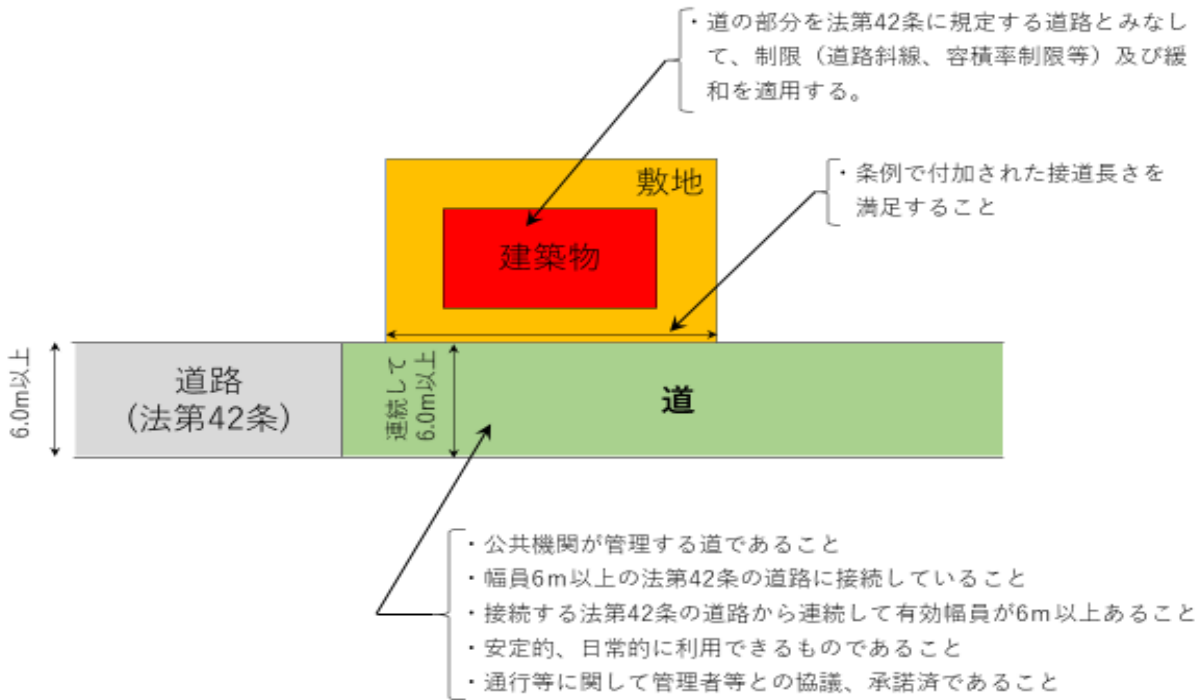 ・道の部分を法第42条に規定する道路とみなし
て、制限（道路斜線、容積率制限等）及び緩
和を適用する。
・条例で付加された接道長さを
満足すること
敷地
建築物
6.0m以上
道路
(法第42条)
連続して
6.0m以上
道
・公共機関が管理する道であること
・幅員6m以上の法第42条の道路に接続していること
・接続する法第42条の道路から連続して有効幅員が6m以上あること
・安定的、日常的に利用できるものであること
・通行等に関して管理者等との協議、承諾済であること